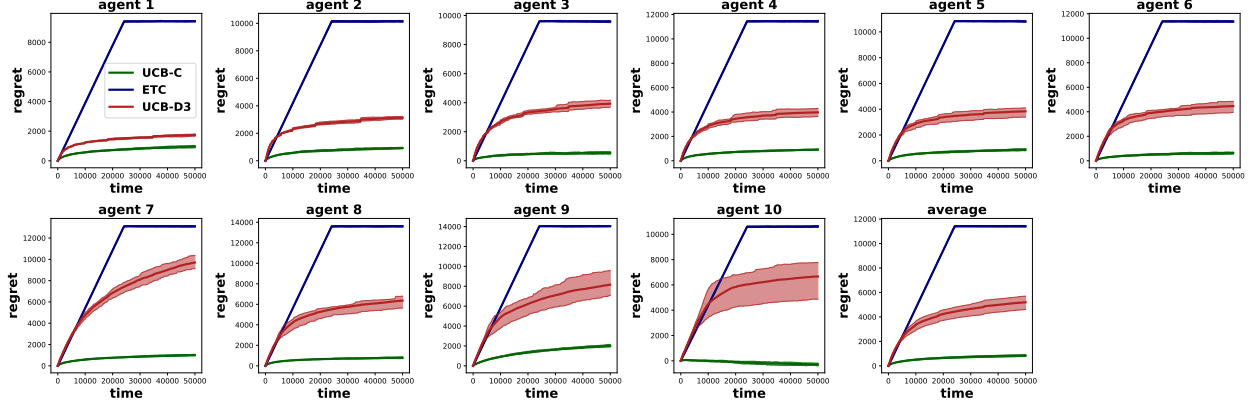 agent 1 agent 2 agent 3 agent 4 agent 5 agent 6
regret
0 2000 4000 6000 8000
UCB-C
ETC
UCB-D3
0 10000 20000 30000 40000 50000
time
regret
0 2000 4000 6000 8000 10000
0 10000 20000 30000 40000 50000
time
regret
0 2000 4000 6000 8000 10000
0 10000 20000 30000 40000 50000
time
regret
0 2000 4000 6000 8000 10000 12000
0 10000 20000 30000 40000 50000
time
regret
0 2000 4000 6000 8000 10000
0 10000 20000 30000 40000 50000
time
regret
0 2000 4000 6000 8000 10000 12000
0 10000 20000 30000 40000 50000
time
agent 7 agent 8 agent 9 agent 10 average
regret
0 2000 4000 6000 8000 10000 12000
0 10000 20000 30000 40000 50000
time
regret
0 2000 4000 6000 8000 10000 12000 14000
0 10000 20000 30000 40000 50000
time
regret
0 2000 4000 6000 8000 10000 12000 14000
0 10000 20000 30000 40000 50000
time
regret
0 2000 4000 6000 8000 10000
0 10000 20000 30000 40000 50000
time
regret
0 2000 4000 6000 8000 10000 12000
0 10000 20000 30000 40000 50000
time